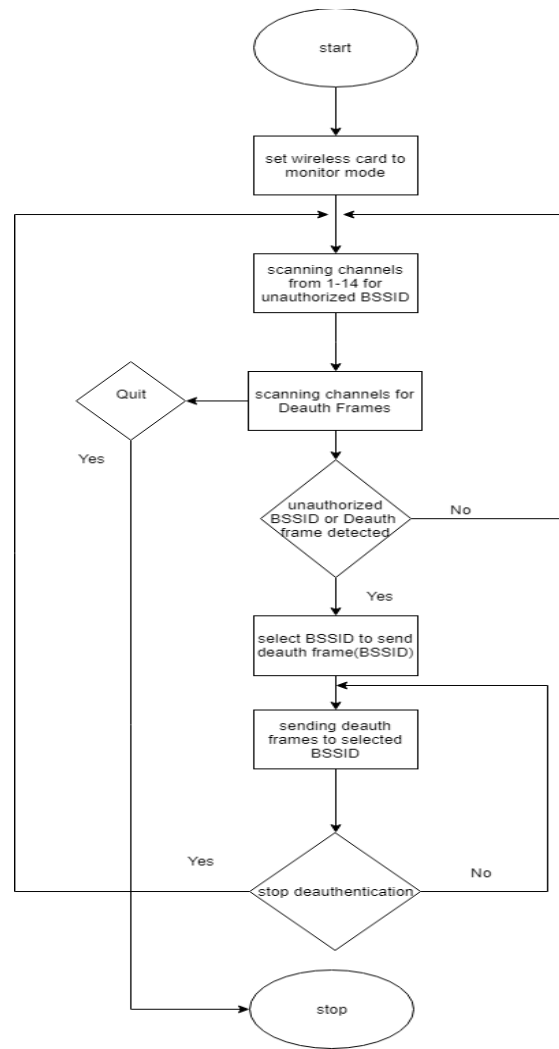 start
set wireless card to
monitor mode
scanning channels
from 1-14 for
unauthorized BSSID
scanning channels for
Deauth Frames
Quit
Yes
unauthorized
BSSID or Deauth
frame detected
No
Yes
select BSSID to send
deauth frame(BSSID)
sending deauth
frames to selected
BSSID
Yes
stop deauthentication
No
stop